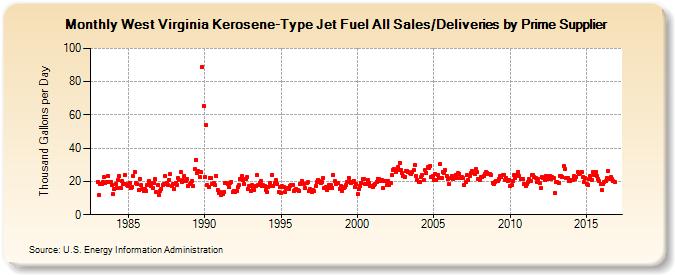 Monthly West Virginia Kerosene-Type Jet Fuel All Sales/Deliveries by Prime Supplier
Thousand Gallons per Day
100
80
60
40
20
0
1985 1990 1995 2000 2005 2010 2015
Source: U.S. Energy Information Administration